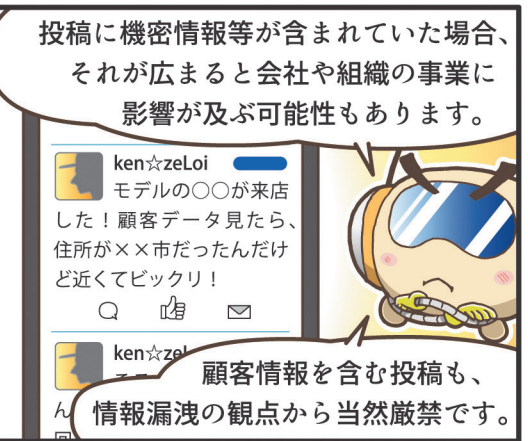 投稿に機密情報等が含まれていた場合、
それが広まると会社や組織の事業に
影響が及ぶ可能性もあります。
ken☆zeLoi
モデルの○○が来店
した！顧客データ見たら、
住所が××市だったんだけ
ど近くてビックリ！
ken☆zeL
ん
顧客情報を含む投稿も、
情報漏洩の観点から当然厳禁です。